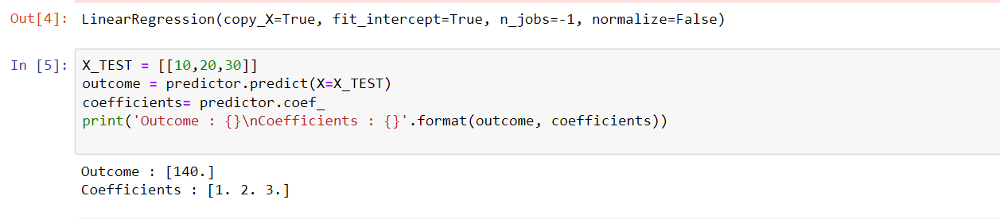 Out[4]: LinearRegression(copy_X=True, fit_intercept=True, n_jobs=-1, normalize=False)
In [5]: X_TEST = [[10,20,30]]
outcome = predictor.predict(X=X_TEST)
coefficients= predictor.coef_
print('Outcome : {}\nCoefficients : {}'.format(outcome, coefficients))
Outcome : [140.]
Coefficients : [1. 2. 3.]